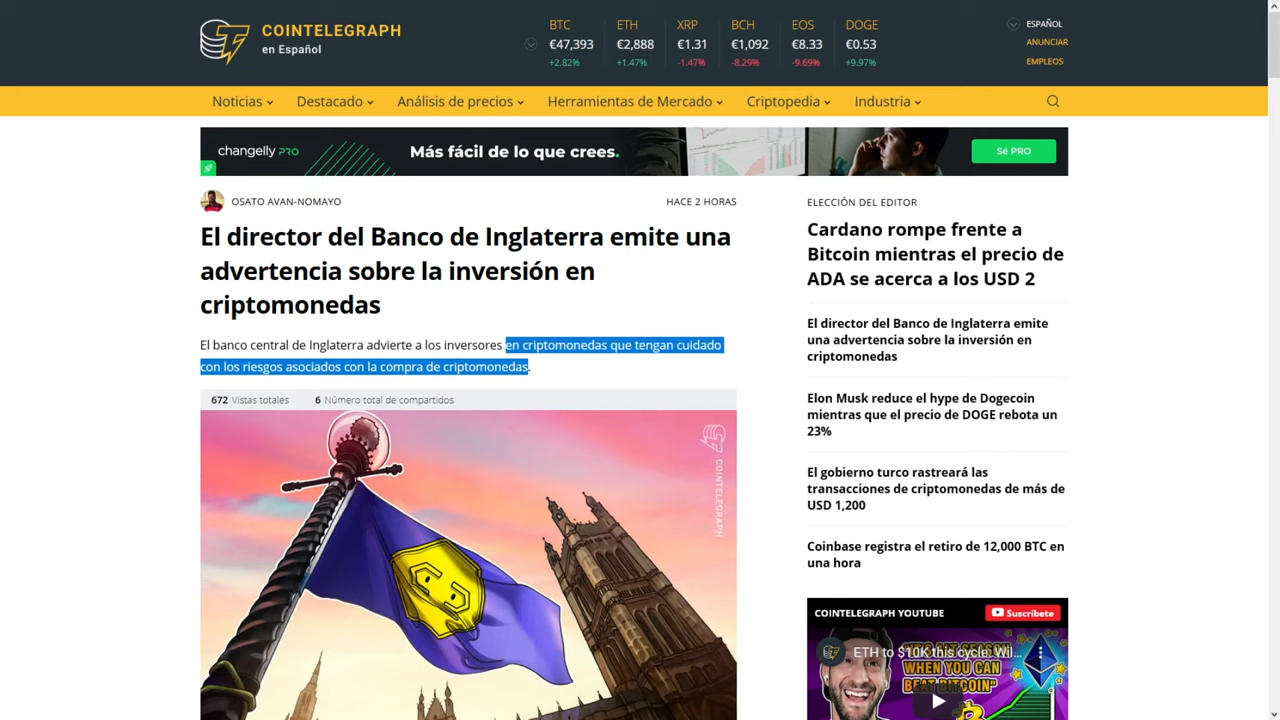 COINTELEGRAPH
en Español
BTC ETH XRP BCH EOS DOGE
€47,393 €2,888 €1.31 €1,092 €8.33 €0.53
+2.82% +1.47% -1.47% -8.29% -9.69% +9.97%
ESPAÑOL
ANUNCIAR
EMPLEOS
Noticias Destacado Análisis de precios Herramientas de Mercado Criptopedia Industria
changelly PRO Más fácil de lo que crees. Sé PRO
OSATO AVAN-NOMAYO HACE 2 HORAS
El director del Banco de Inglaterra emite una
advertencia sobre la inversión en
criptomonedas
El banco central de Inglaterra advierte a los inversores en criptomonedas que tengan cuidado
con los riesgos asociados con la compra de criptomonedas.
672 Vistas totales 6 Número total de compartidos
COINTELEGRAPH
ELECCIÓN DEL EDITOR
Cardano rompe frente a
Bitcoin mientras el precio de
ADA se acerca a los USD 2
El director del Banco de Inglaterra emite
una advertencia sobre la inversión en
criptomonedas
Elon Musk reduce el hype de Dogecoin
mientras que el precio de DOGE rebota un
23%
El gobierno turco rastreará las
transacciones de criptomonedas de más de
USD 1,200
Coinbase registra el retiro de 12,000 BTC en
una hora
COINTELEGRAPH YOUTUBE Suscríbete
ETH to $10K this cycle. Wil...
WHEN YOU CAN
BEAT BITCOIN"